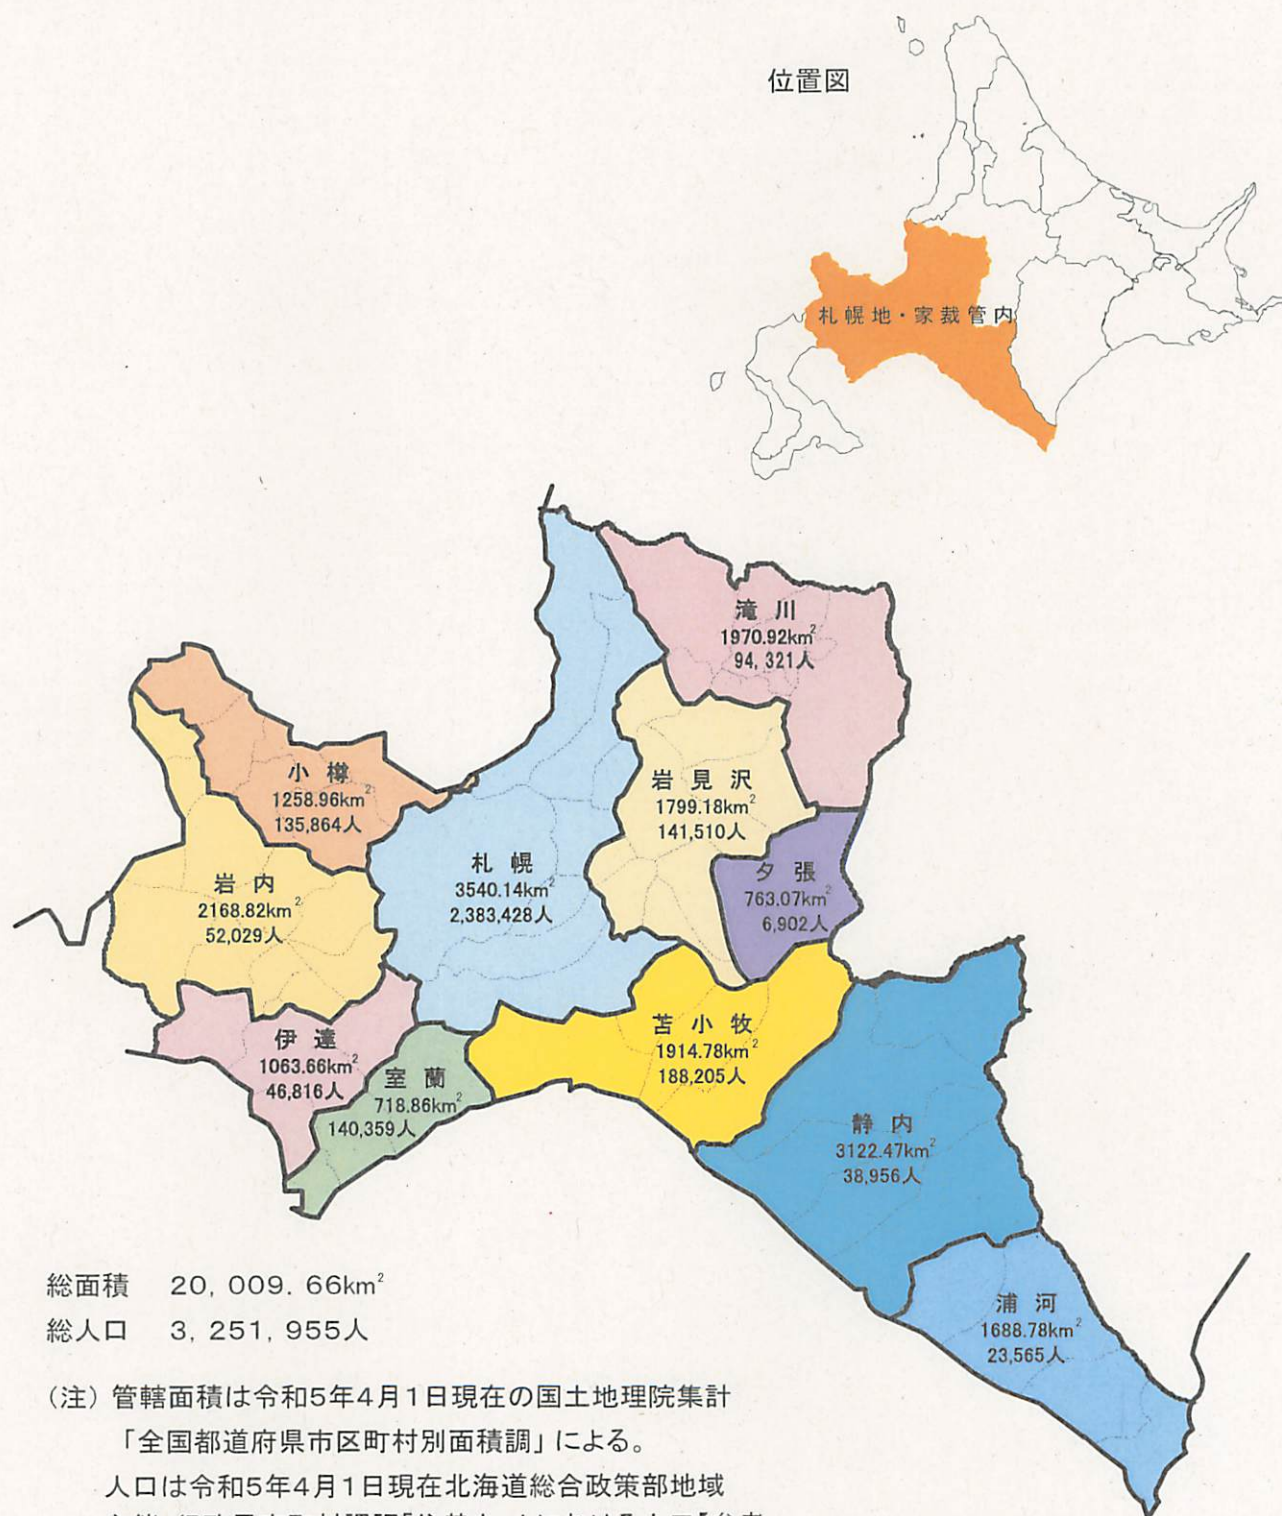 位置図
札幌地・家裁管内
滝川
1970.92km²
94,321人
小樽
1258.96km²
135,864人
岩見沢
1799.18km²
141,510人
札幌
3540.14km²
2,383,428人
夕張
763.07km²
6,902人
岩内
2168.82km²
52,029人
伊達
1063.66km²
46,816人
室蘭
718.86km²
140,359人
苫小牧
1914.78km²
188,205人
静内
3122.47km²
38,956人
浦河
1688.78km²
23,565人
総面積 20,009.66km²
総人口 3,251,955人
(注) 管轄面積は令和5年4月1日現在の国土地理院集計
「全国都道府県市区町村別面積調」による。
人口は令和5年4月1日現在北海道総合政策部地域